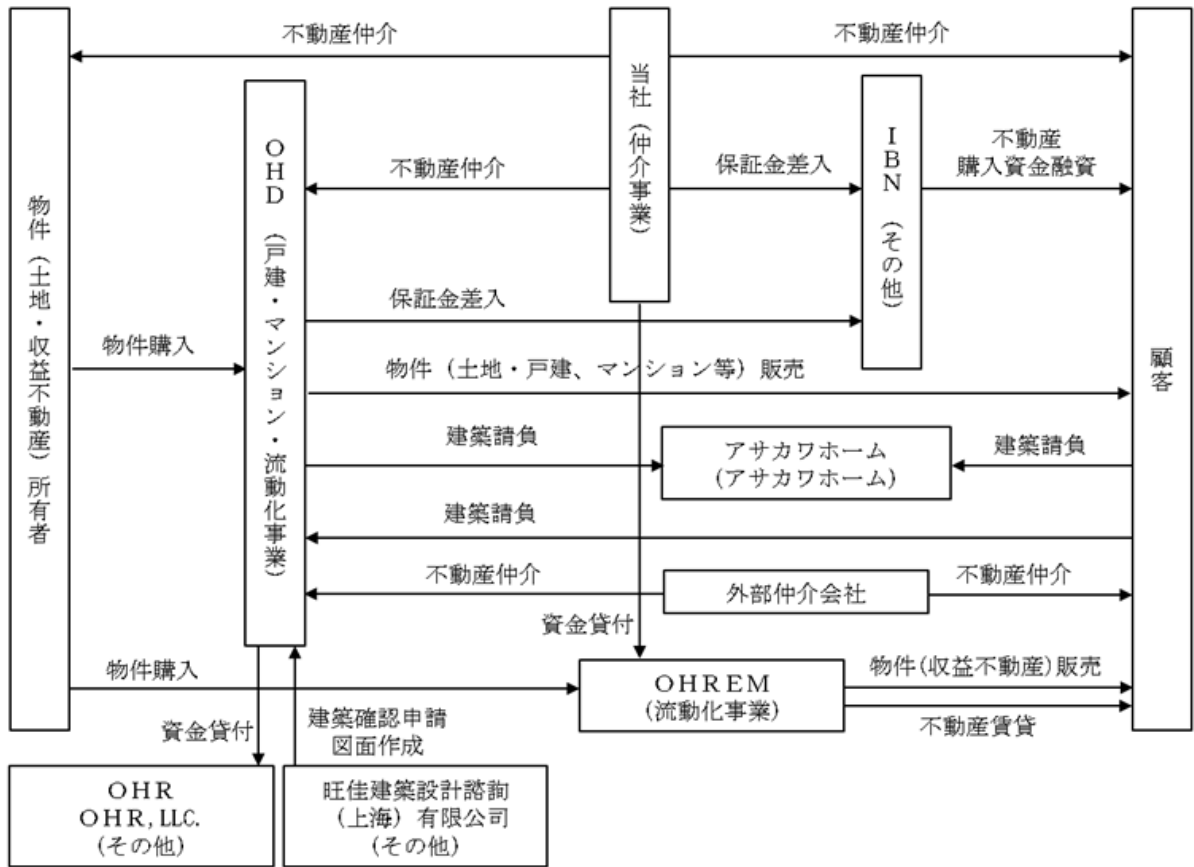 不動産仲介
不動産仲介
当社（仲介事業）
IBN（その他）
OHD（戸建・マンション・流動化事業）
物件（土地・収益不動産）所有者
顧客
不動産仲介
保証金差入
不動産
購入資金融資
保証金差入
物件購入
物件（土地・戸建、マンション等）販売
建築請負
アサカワホーム
(アサカワホーム)
建築請負
建築請負
不動産仲介
外部仲介会社
不動産仲介
資金貸付
物件購入
OHREM
(流動化事業)
物件(収益不動産)販売
不動産賃貸
資金貸付
建築確認申請
図面作成
OHR
OHR, LLC.
(その他)
旺佳建築設計諮詢
（上海）有限公司
(その他)